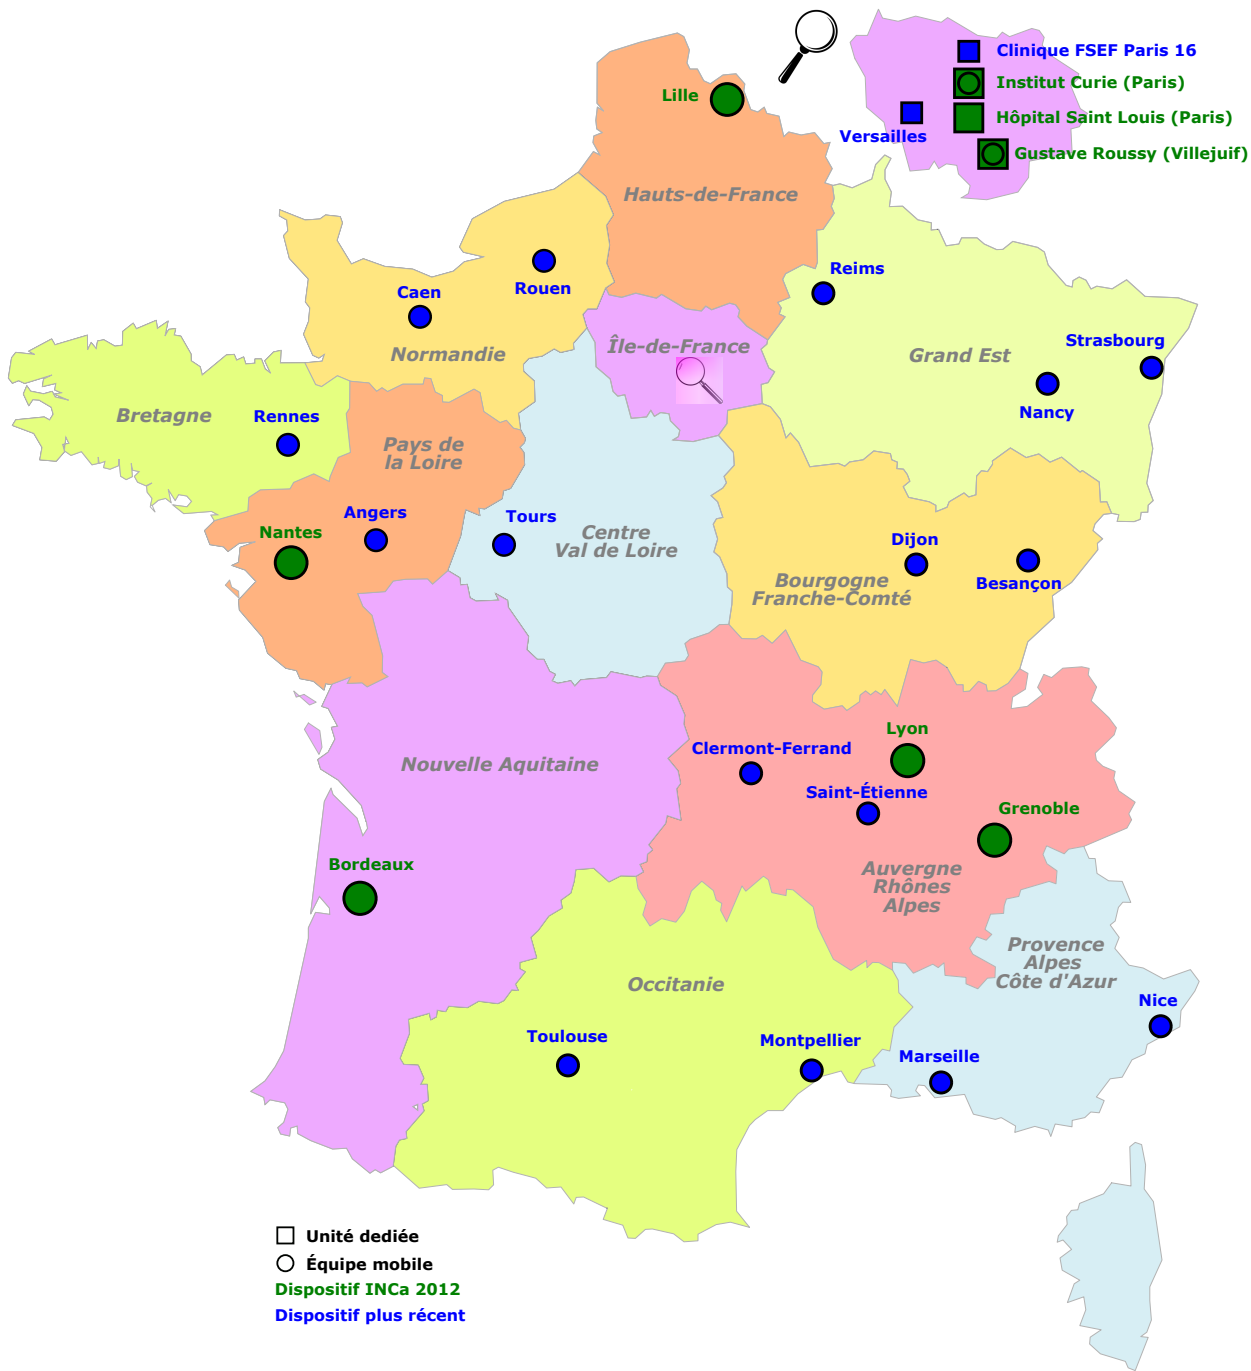 Clinique FSEF Paris 16
Institut Curie (Paris)
Hôpital Saint Louis (Paris)
Versailles
Gustave Roussy (Villejuif)
Lille
Hauts-de-France
Reims
Rouen
Caen
Normandie
Île-de-France
Grand Est
Strasbourg
Nancy
Bretagne
Rennes
Pays de
la Loire
Angers
Nantes
Tours
Centre
Val de Loire
Dijon
Besançon
Bourgogne
Franche-Comté
Nouvelle Aquitaine
Clermont-Ferrand
Lyon
Saint-Étienne
Grenoble
Auvergne
Rhônes
Alpes
Bordeaux
Provence
Alpes
Côte d'Azur
Occitanie
Nice
Toulouse
Montpellier
Marseille
Unité dediée
Équipe mobile
Dispositif INCa 2012
Dispositif plus récent